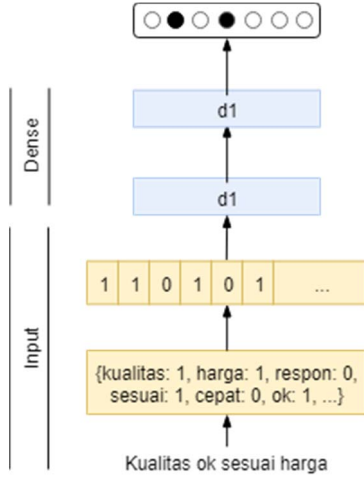 d1
Dense
d1
1 1 0 1 0 1 ...
Input
{kualitas: 1, harga: 1, respon: 0,
sesuai: 1, cepat: 0, ok: 1, ...}
Kualitas ok sesuai harga